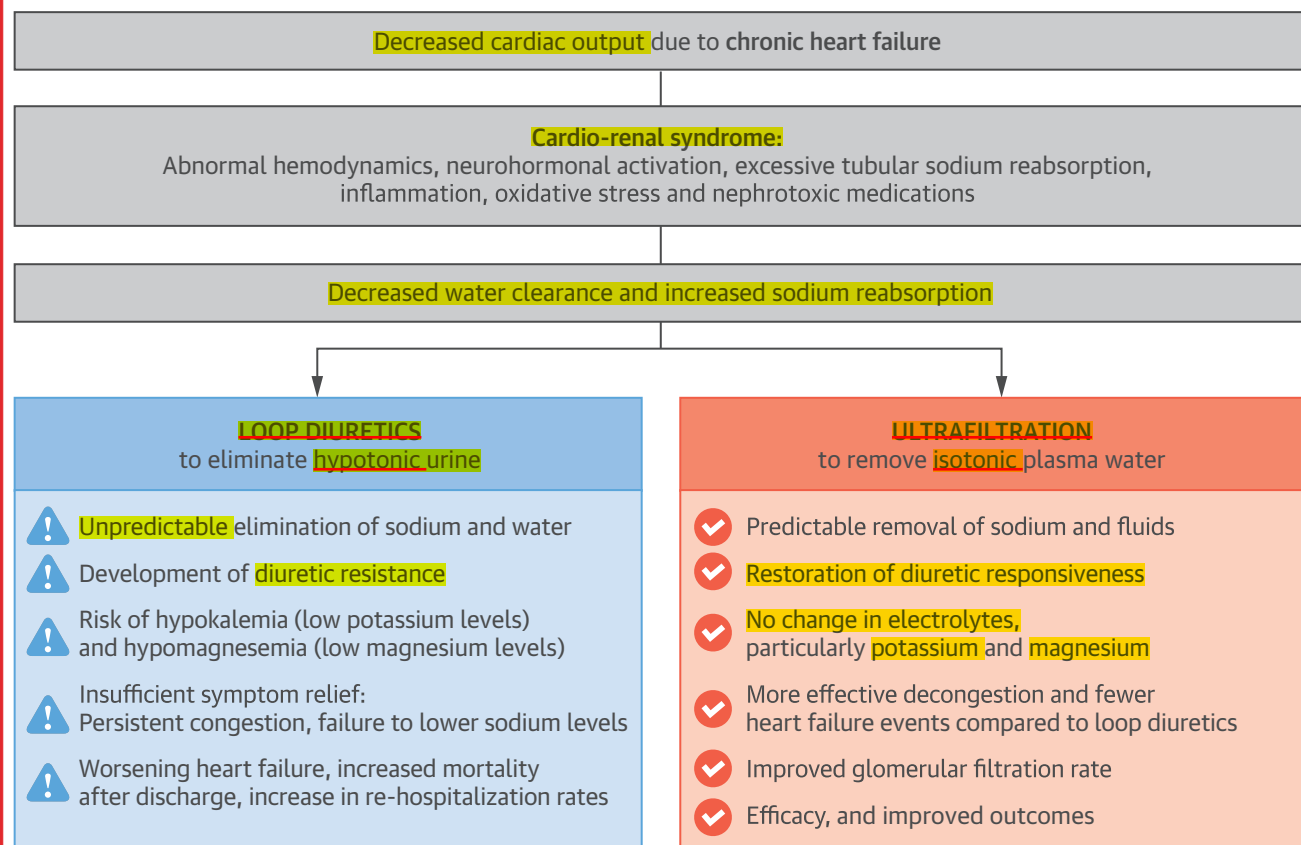 Decreased cardiac output due to chronic heart failure
Cardio-renal syndrome:
Abnormal hemodynamics, neurohormonal activation, excessive tubular sodium reabsorption,
inflammation, oxidative stress and nephrotoxic medications
Decreased water clearance and increased sodium reabsorption
LOOP DIURETICS
to eliminate hypotonic urine
Unpredictable elimination of sodium and water
Development of diuretic resistance
Risk of hypokalemia (low potassium levels)
and hypomagnesemia (low magnesium levels)
Insufficient symptom relief:
Persistent congestion, failure to lower sodium levels
Worsening heart failure, increased mortality
after discharge, increase in re-hospitalization rates
ULTRAFILTRATION
to remove isotonic plasma water
Predictable removal of sodium and fluids
Restoration of diuretic responsiveness
No change in electrolytes,
particularly potassium and magnesium
More effective decongestion and fewer
heart failure events compared to loop diuretics
Improved glomerular filtration rate
Efficacy, and improved outcomes